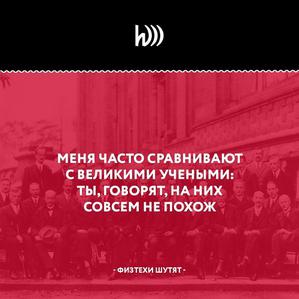 МЕНЯ ЧАСТО СРАВНИВАЮТ
С ВЕЛИКИМИ УЧЕНЫМИ:
ТЫ, ГОВОРЯТ, НА НИХ
СОВСЕМ НЕ ПОХОЖ
- ФИЗТЕХИ ШУТЯТ -